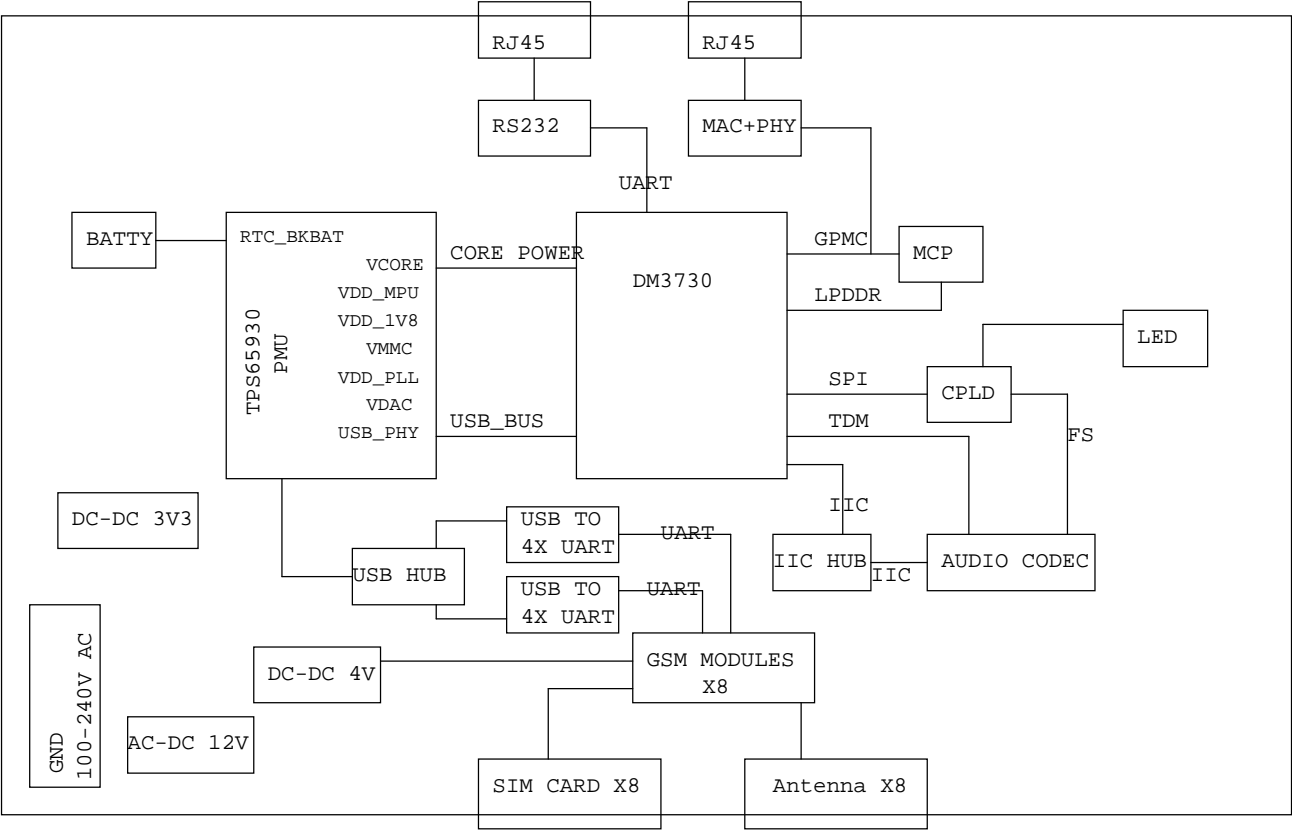 RJ45
RJ45
RS232
MAC+PHY
UART
BATTY
RTC_BKBAT
VCORE
VDD_MPU
VDD_1V8
VMMC
VDD_PLL
VDAC
USB_PHY
TPS65930
PMU
CORE POWER
USB_BUS
DM3730
GPMC
LPDDR
MCP
SPI
TDM
CPLD
LED
FS
IIC
IIC HUB
IIC
AUDIO CODEC
DC-DC 3V3
USB HUB
USB TO
4X UART
UART
USB TO
4X UART
UART
GND
100-240V AC
DC-DC 4V
AC-DC 12V
GSM MODULES
X8
SIM CARD X8
Antenna X8